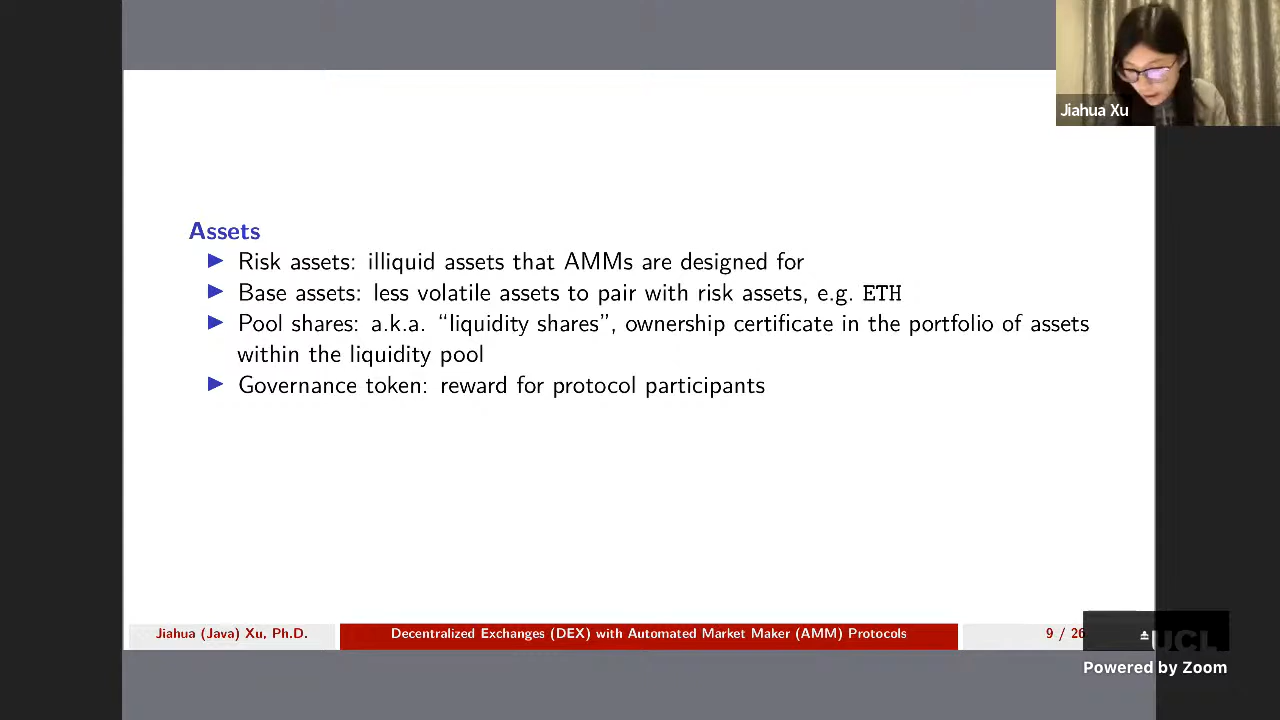 Jiahua Xu
Assets
Risk assets: illiquid assets that AMMs are designed for
Base assets: less volatile assets to pair with risk assets, e.g. ETH
Pool shares: a.k.a. “liquidity shares”, ownership certificate in the portfolio of assets
within the liquidity pool
Governance token: reward for protocol participants
Jiahua (Java) Xu, Ph.D.
Decentralized Exchanges (DEX) with Automated Market Maker (AMM) Protocols
9 / 26
UCL
Powered by Zoom